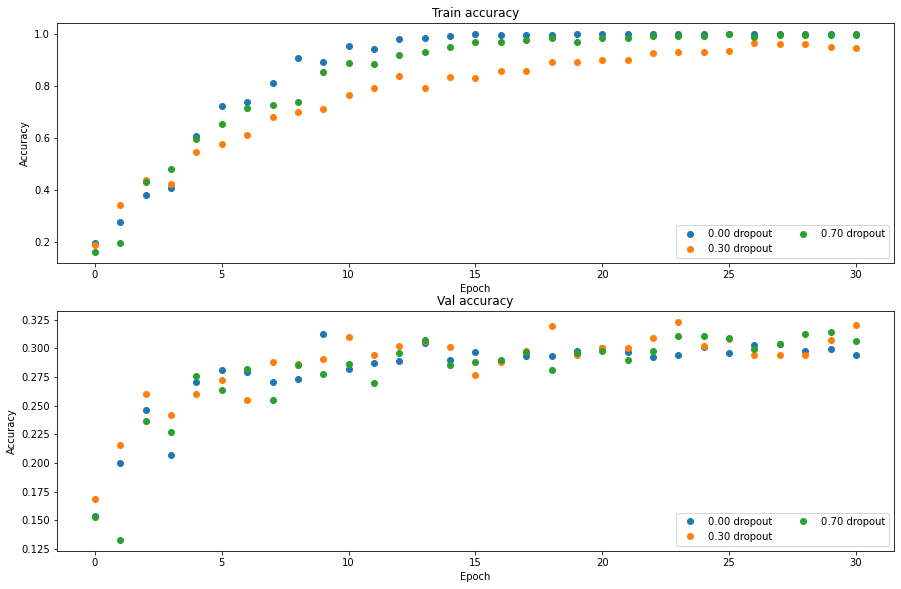 Train accuracy
1.0
0.8
0.6
0.4
0.2
Accuracy
0.00 dropout
0.30 dropout
0.70 dropout
0 5 10 15 20 25 30
Epoch
Val accuracy
0.325
0.300
0.275
0.250
0.225
0.200
0.175
0.150
0.125
Accuracy
0.00 dropout
0.30 dropout
0.70 dropout
0 5 10 15 20 25 30
Epoch